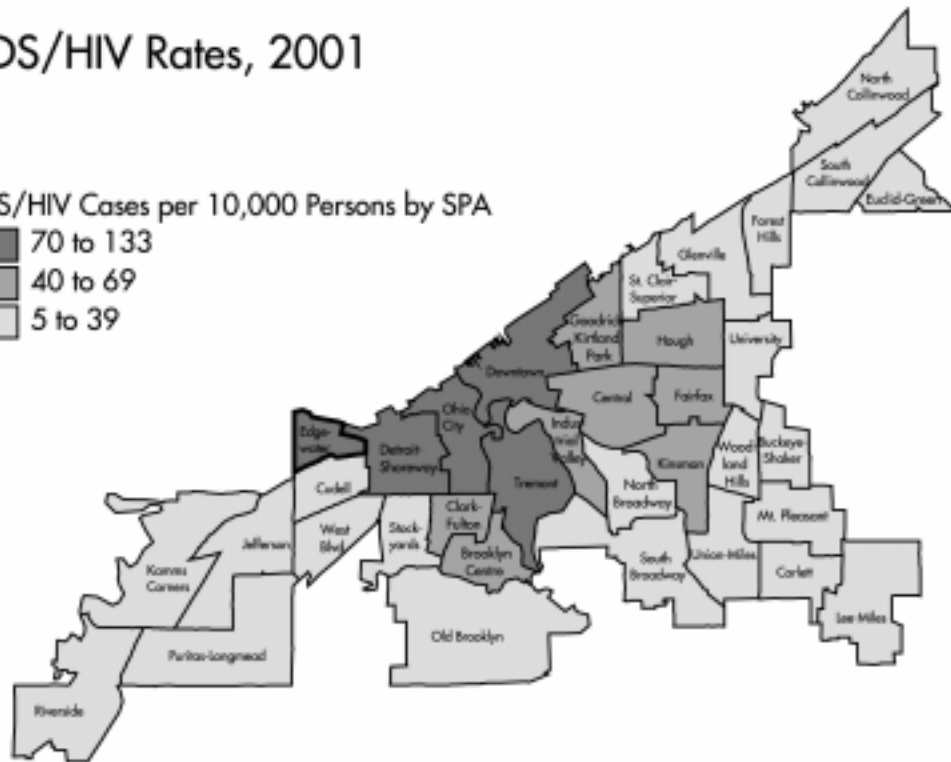 DS/HIV Rates, 2001
S/HIV Cases per 10,000 Persons by SPA
70 to 133
40 to 69
5 to 39
North
Collinwood
South
Collinwood
Euclid-Green
Forest
Hills
Glenville
St. Clair-
Superior
Goodrich
Kirtland
Park
Hough
University
Downtown
Central
Fairfax
Ohio
City
Edge-
water
Detroit-
Shoreway
Indus
trial
Valley
Kinsman
Wood
land
Hills
Buckeye-
Shaker
Cudell
Tremont
North
Broadway
Clark-
Fulton
Stock-
yards
West
Blvd
Jefferson
Mt. Pleasant
Brooklyn
Centre
South
Broadway
Union-Miles
Corlett
Kamms
Corners
Lee Miles
Old Brooklyn
Puritas-Longmead
Riverside